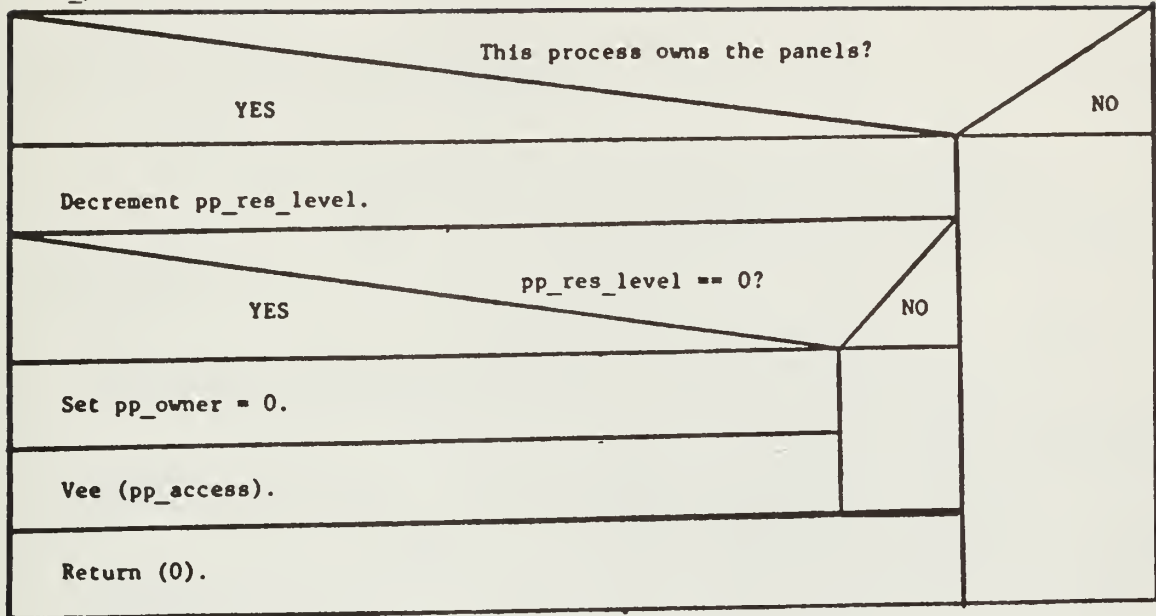 This process owns the panels?
YES
NO
Decrement pp_res_level.
pp_res_level == 0?
YES
NO
Set pp_owner = 0.
Vee (pp_access).
Return (0).